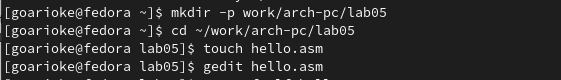 [goarioke@fedora ~]$ mkdir -p work/arch-pc/lab05
[goarioke@fedora ~]$ cd ~/work/arch-pc/lab05
[goarioke@fedora lab05]$ touch hello.asm
[goarioke@fedora lab05]$ gedit hello.asm